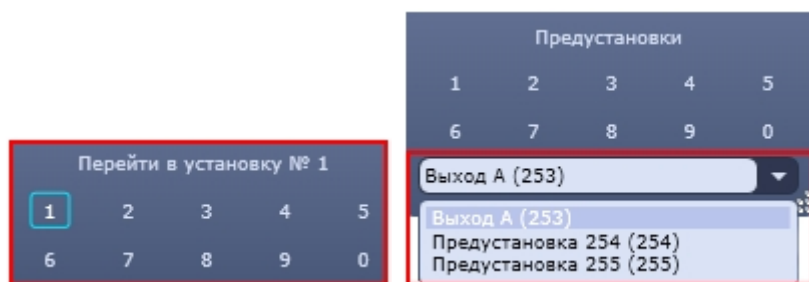 Перейти в установку № 1
1 2 3 4 5
6 7 8 9 0
Предустановки
1 2 3 4 5
6 7 8 9 0
Выход А (253)
Выход А (253)
Предустановка 254 (254)
Предустановка 255 (255)